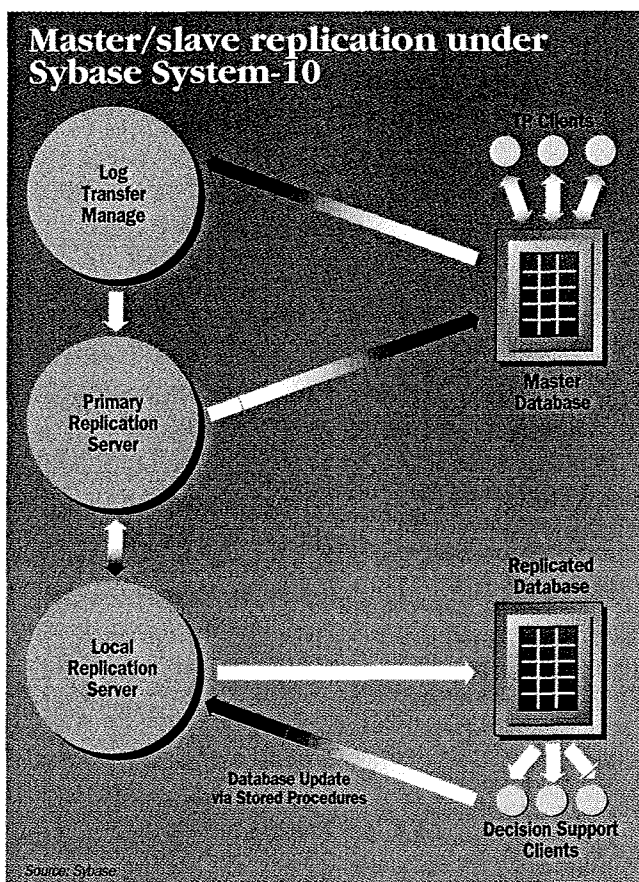 Master/slave replication under
Sybase System-10
TP Clients
Log
Transfer
Manage
Master
Database
Primary
Replication
Server
Replicated
Database
Local
Replication
Server
Database Update
via Stored Procedures
Decision Support
Clients
Source: Sybase